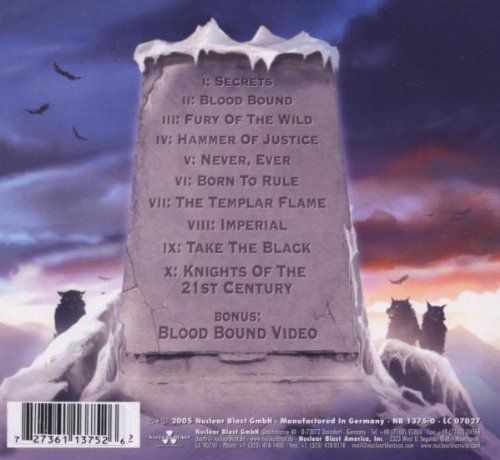 I: SECRETS
II: BLOOD BOUND
III: FURY OF THE WILD
IV: HAMMER OF JUSTICE
V: NEVER, EVER
VI: BORN TO RULE
VII: THE TEMPLAR FLAME
VIII: IMPERIAL
IX: TAKE THE BLACK
X: KNIGHTS OF THE
21ST CENTURY
BONUS:
BLOOD BOUND VIDEO
℗ + © 2005 Nuclear Blast GmbH · Manufactured In Germany · NB 1375-0 · LC 07027
Nuclear Blast GmbH
Nuclear Blast America, Inc
7 27361 13752 6